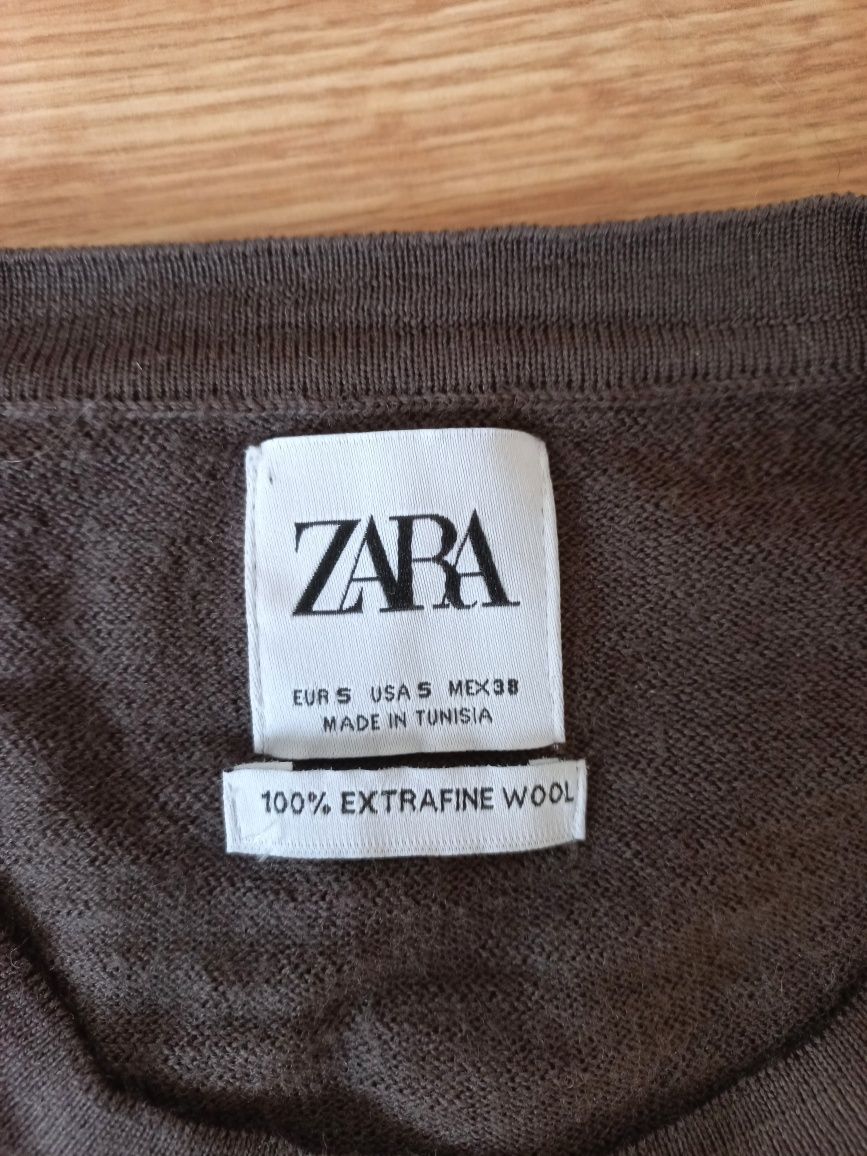 ZARA
EUR S USA S MEX 38
MADE IN TUNISIA
100% EXTRAFINE WOOL